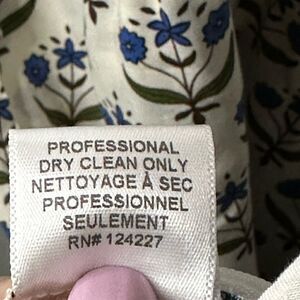 PROFESSIONAL
DRY CLEAN ONLY
NETTOYAGE À SEC
PROFESSIONNEL
SEULEMENT
RN# 124227